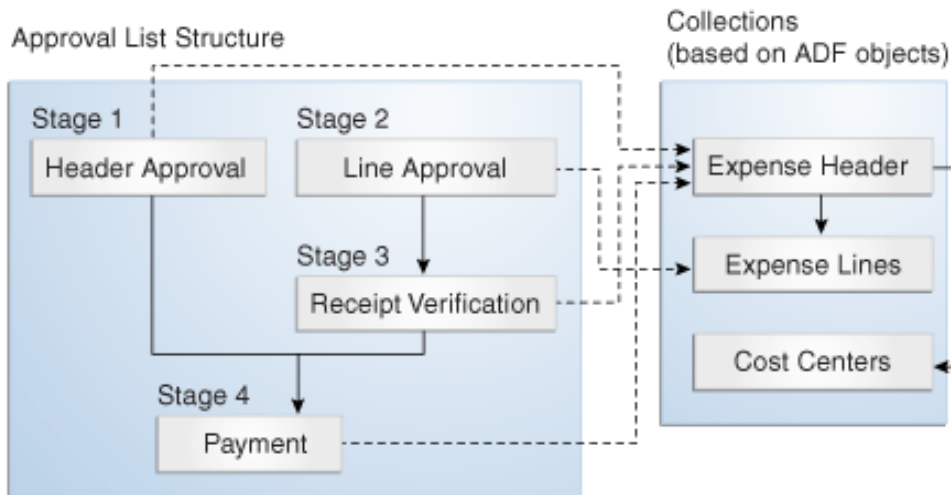 Approval List Structure
Collections
(based on ADF objects)
Stage 1
Header Approval
Stage 2
Line Approval
Stage 3
Receipt Verification
Stage 4
Payment
Expense Header
Expense Lines
Cost Centers